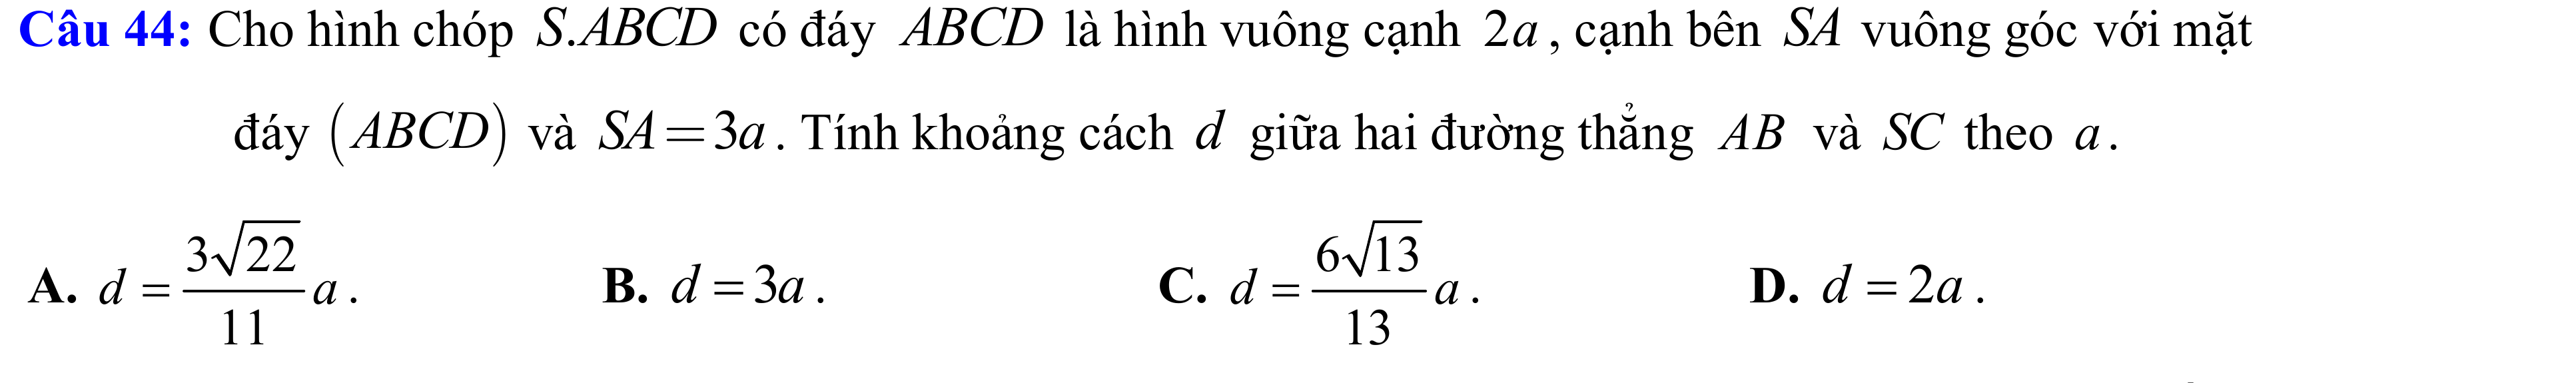 Câu 44: Cho hình chóp S.ABCD có đáy ABCD là hình vuông cạnh 2a, cạnh bên SA vuông góc với mặt
đáy (ABCD) và SA = 3a. Tính khoảng cách d giữa hai đường thẳng AB và SC theo a.
A. d = \frac{3\sqrt{22}}{11}a. B. d = 3a. C. d = \frac{6\sqrt{13}}{13}a. D. d = 2a.